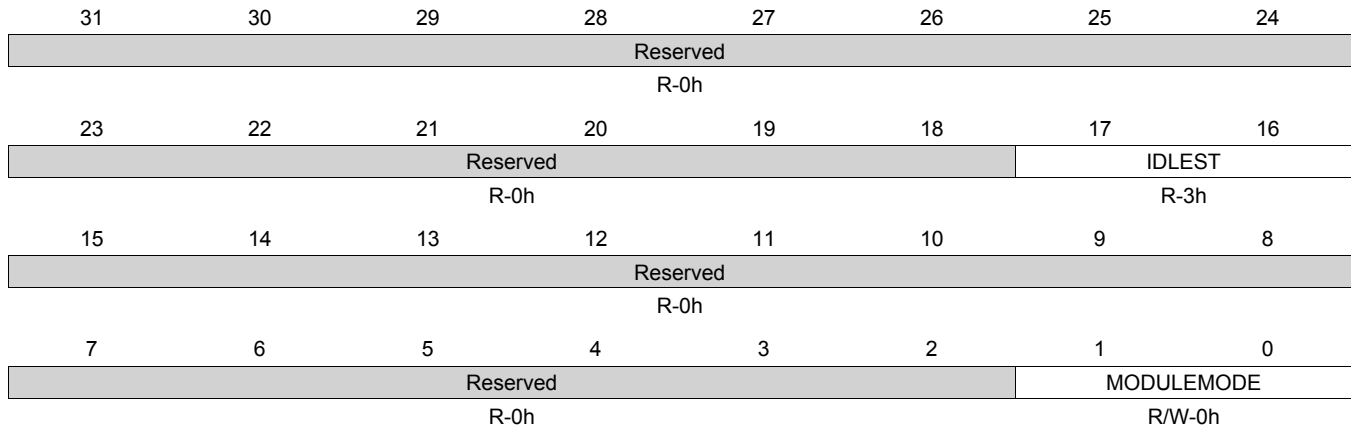 31 30 29 28 27 26 25 24
Reserved
R-0h
23 22 21 20 19 18 17 16
Reserved IDLEST
R-0h R-3h
15 14 13 12 11 10 9 8
Reserved
R-0h
7 6 5 4 3 2 1 0
Reserved MODULEMODE
R-0h R/W-0h